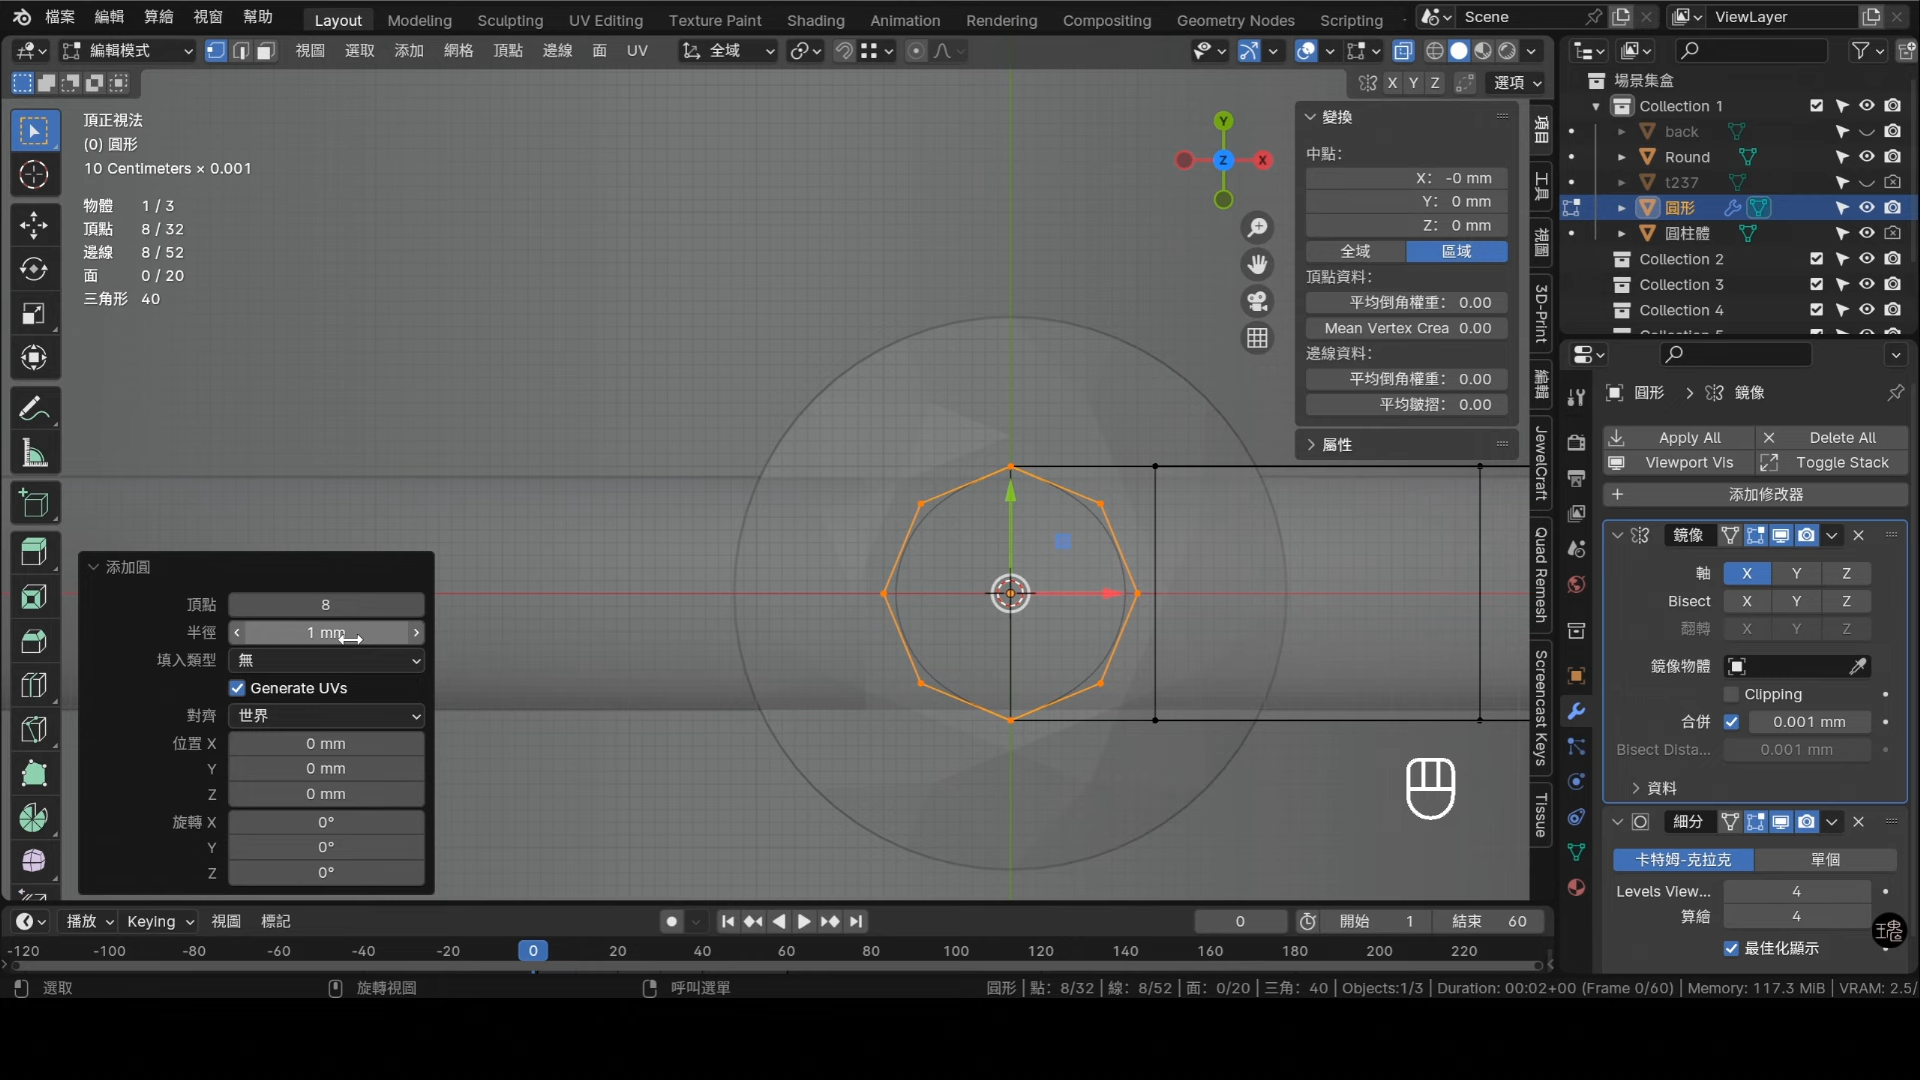 檔案 編輯 算繪 視窗 幫助 Layout Modeling Sculpting UV Editing Texture Paint Shading Animation Rendering Compositing Geometry Nodes Scripting Scene ViewLayer
編輯模式 視圖 選取 添加 網格 頂點 邊線 面 UV 全域
X Y Z 選項
頂正視法
(0) 圓形
10 Centimeters × 0.001
物體 1 / 3
頂點 8 / 32
邊線 8 / 52
面 0 / 20
三角形 40
Y
Z
X
變換
中點:
X: -0 mm
Y: 0 mm
Z: 0 mm
全域 區域
頂點資料:
平均倒角權重: 0.00
Mean Vertex Crea 0.00
邊線資料:
平均倒角權重: 0.00
平均皺摺: 0.00
屬性
項目
工具
視圖
3D-Print
編輯
JewelCraft
Quad Remesh
Screencast Keys
Tissue
場景集盒
Collection 1
back
Round
t237
圓形
圓柱體
Collection 2
Collection 3
Collection 4
圓形 > 鏡像
Apply All Delete All
Viewport Vis Toggle Stack
添加修改器
鏡像
軸 X Y Z
Bisect X Y Z
翻轉 X Y Z
鏡像物體
Clipping
合併 0.001 mm
Bisect Dista... 0.001 mm
資料
細分
卡特姆-克拉克 單個
Levels View... 4
算繪 4
最佳化顯示
添加圓
頂點 8
半徑 1 mm
填入類型 無
Generate UVs
對齊 世界
位置 X 0 mm
Y 0 mm
Z 0 mm
旋轉 X 0°
Y 0°
Z 0°
播放 Keying 視圖 標記 0 開始 1 結束 60
-120 -100 -80 -60 -40 -20 0 20 40 60 80 100 120 140 160 180 200 220
選取 旋轉視圖 呼叫選單 圓形 | 點: 8/32 | 線: 8/52 | 面: 0/20 | 三角: 40 | Objects:1/3 | Duration: 00:02+00 (Frame 0/60) | Memory: 117.3 MiB | VRAM: 2.5/